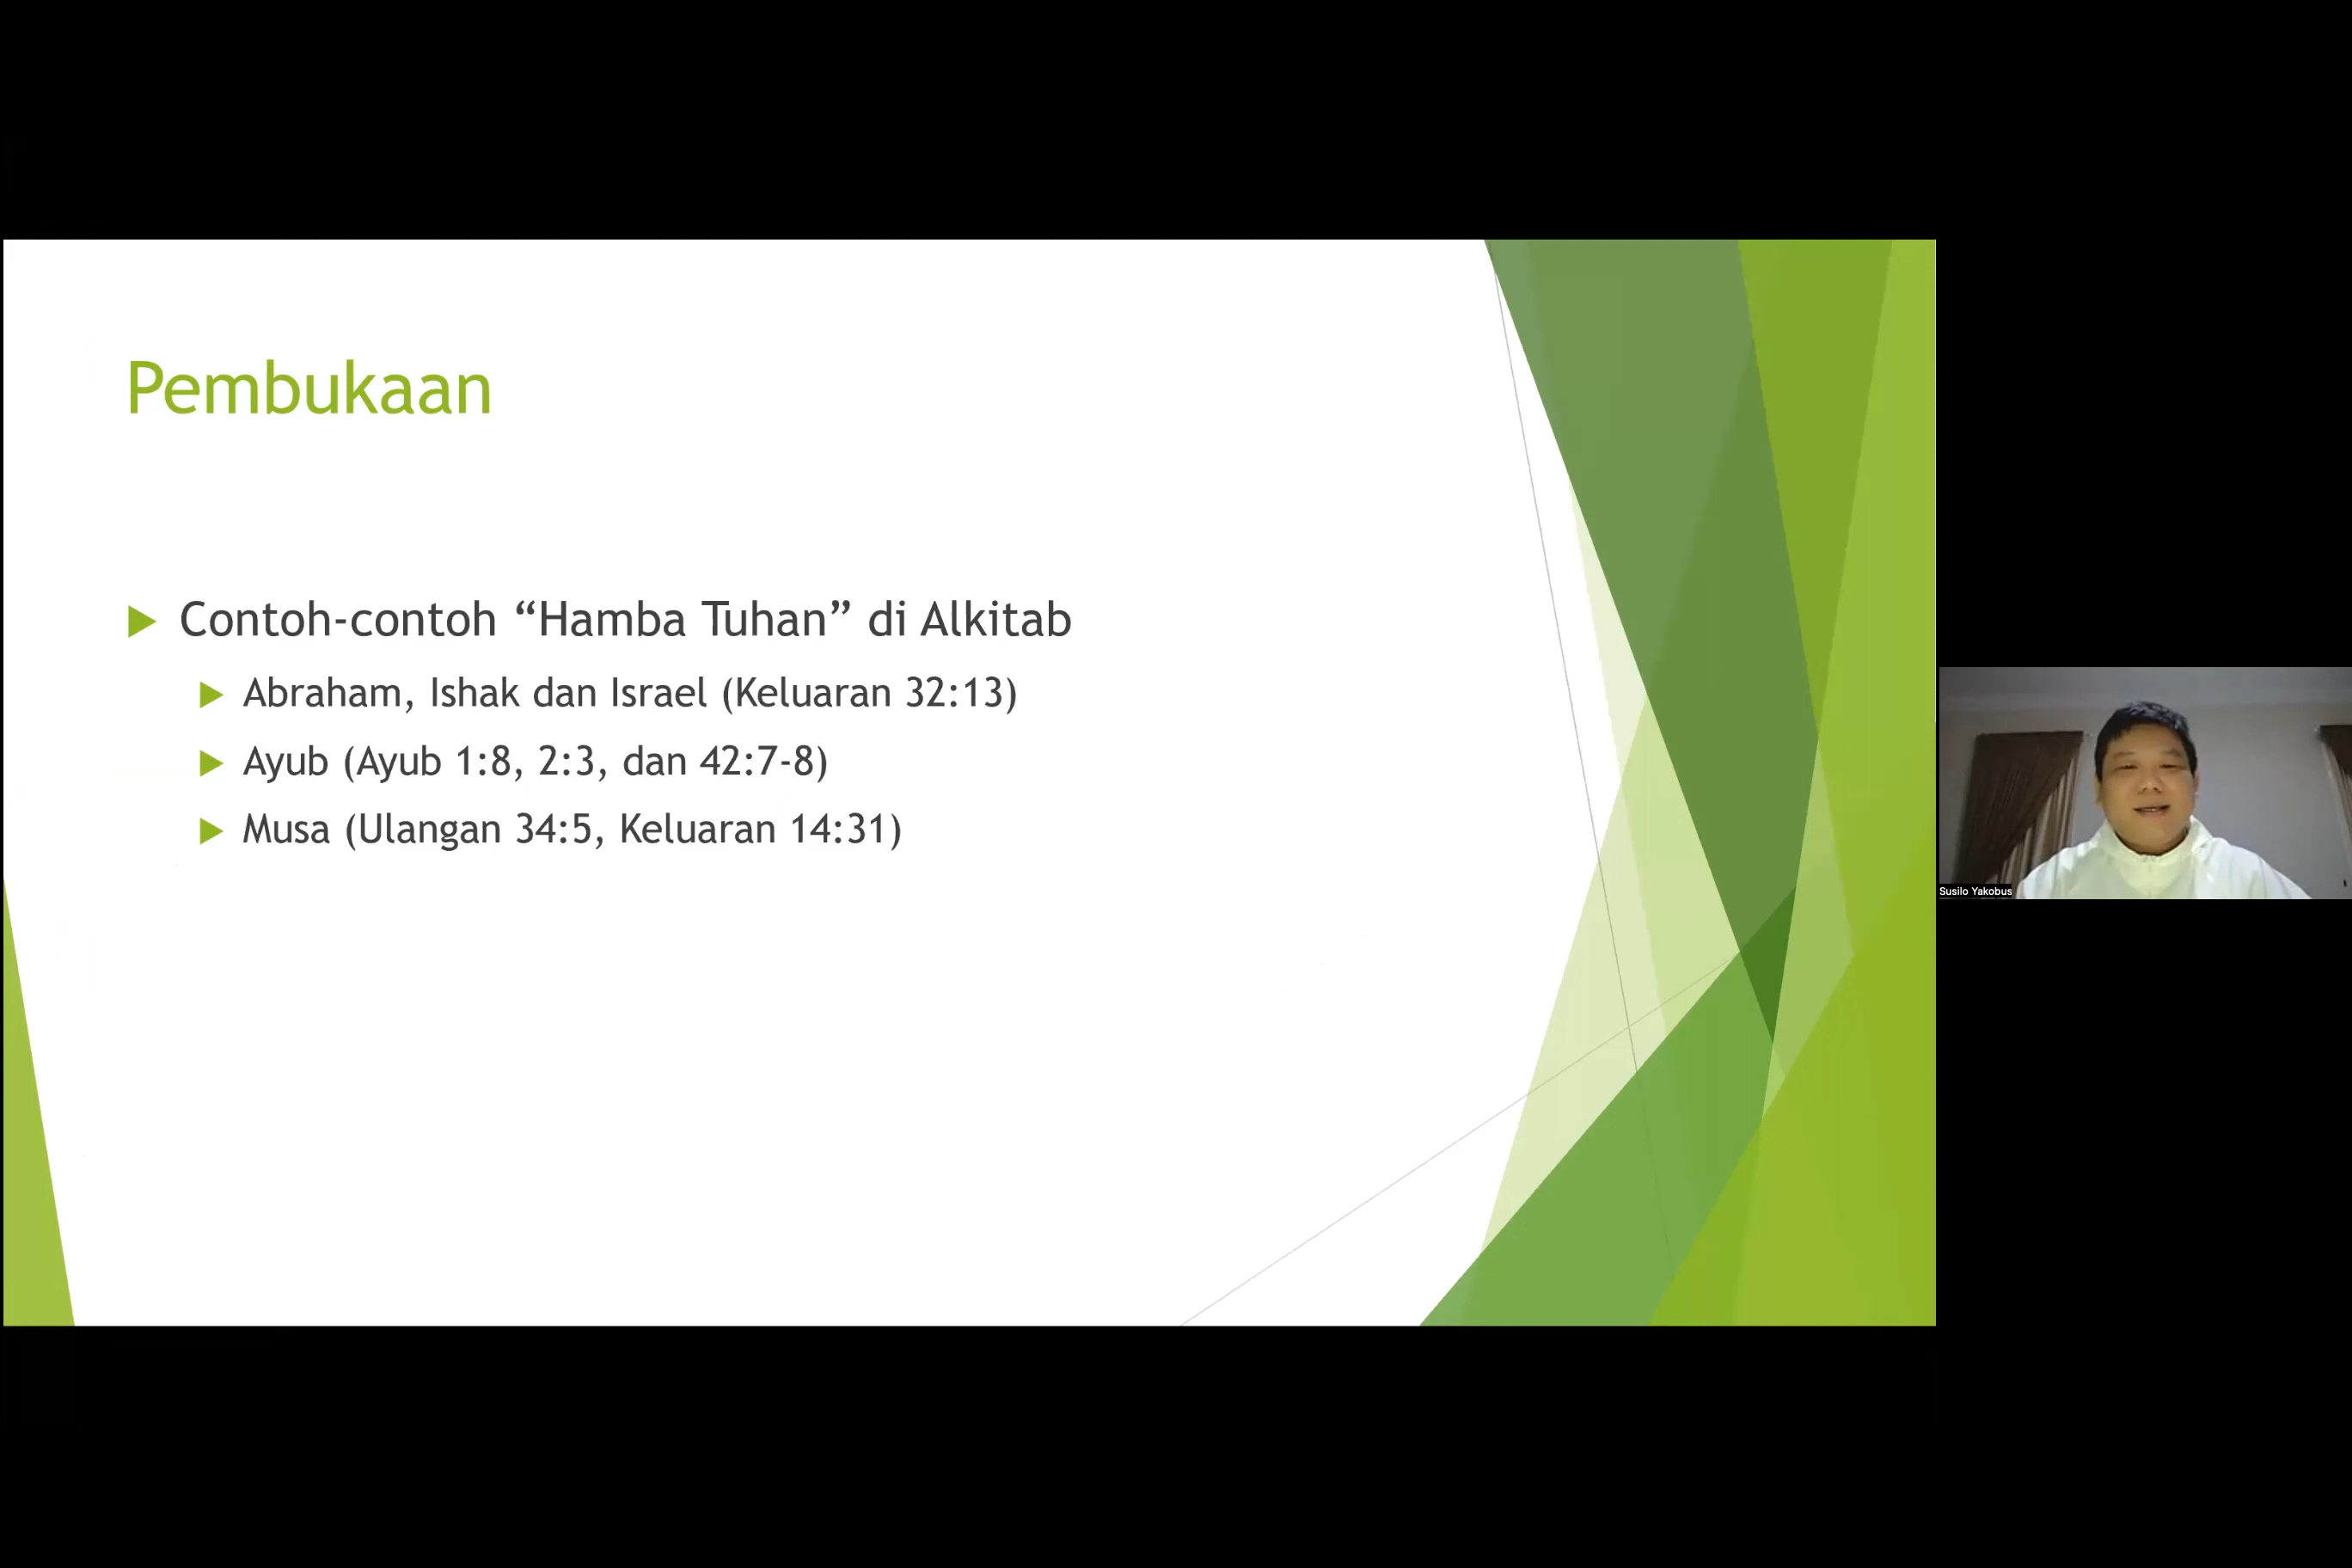 Pembukaan
Contoh-contoh “Hamba Tuhan” di Alkitab
Abraham, Ishak dan Israel (Keluaran 32:13)
Ayub (Ayub 1:8, 2:3, dan 42:7-8)
Musa (Ulangan 34:5, Keluaran 14:31)
Susilo Yakobus